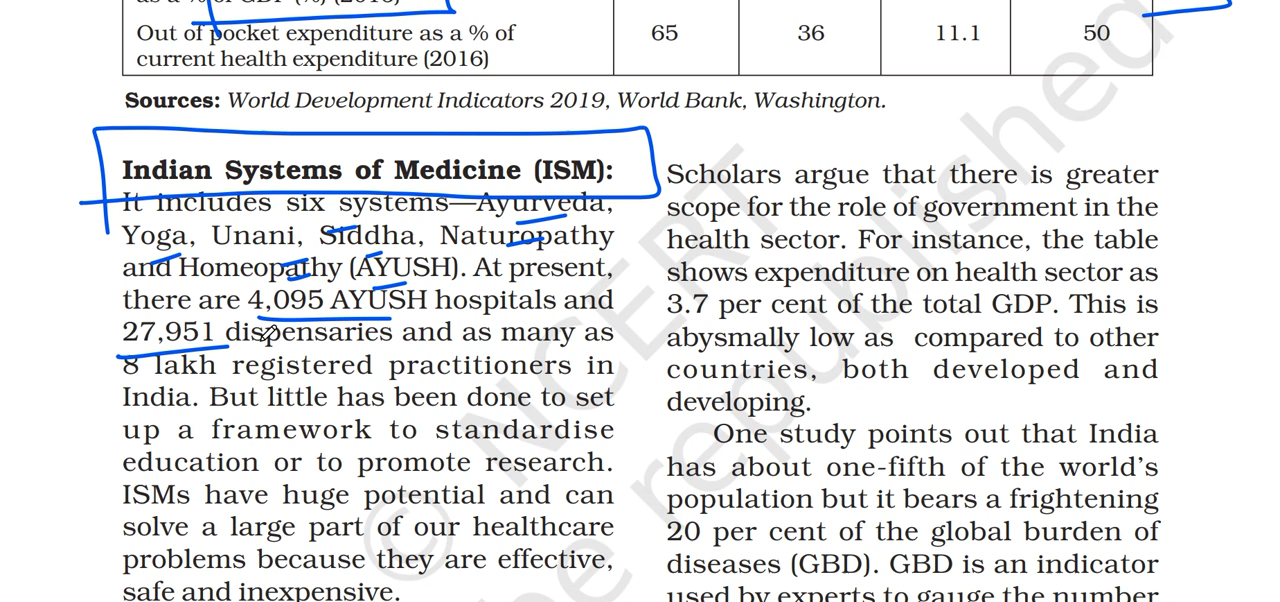 as a % of GDP (%) (2016)
Out of pocket expenditure as a % of 65 36 11.1 50
current health expenditure (2016)
Sources: World Development Indicators 2019, World Bank, Washington.
Indian Systems of Medicine (ISM):
It includes six systems—Ayurveda,
Yoga, Unani, Siddha, Naturopathy
and Homeopathy (AYUSH). At present,
there are 4,095 AYUSH hospitals and
27,951 dispensaries and as many as
8 lakh registered practitioners in
India. But little has been done to set
up a framework to standardise
education or to promote research.
ISMs have huge potential and can
solve a large part of our healthcare
problems because they are effective,
safe and inexpensive.
Scholars argue that there is greater
scope for the role of government in the
health sector. For instance, the table
shows expenditure on health sector as
3.7 per cent of the total GDP. This is
abysmally low as compared to other
countries, both developed and
developing.
One study points out that India
has about one-fifth of the world's
population but it bears a frightening
20 per cent of the global burden of
diseases (GBD). GBD is an indicator
used by experts to gauge the number
© NCERT
be republished